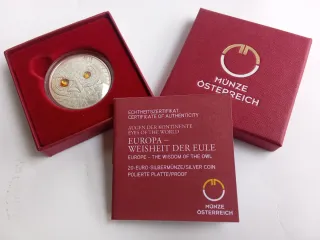 MÜNZE
ÖSTERREICH
ECHTHEITSZERTIFIKAT
CERTIFICATE OF AUTHENTICITY
AUGEN DER KONTINENTE
EYES OF THE WORLD
EUROPA –
WEISHEIT DER EULE
EUROPE – THE WISDOM OF THE OWL
20-EURO-SILBERMÜNZE/SILVER COIN
POLIERTE PLATTE/PROOF
MÜNZE
ÖSTERREICH